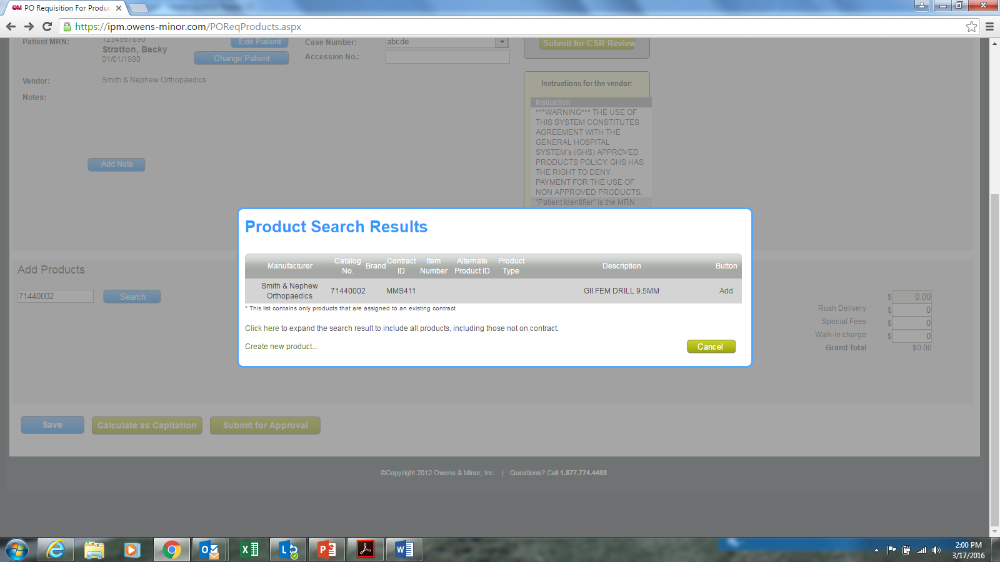 PO Requisition For Produc
https://ipm.owens-minor.com/POReqProducts.aspx
Patient MRN:
1234567890
Stratton, Becky
01/01/1980
Edit Patient
Change Patient
Case Number:
abcde
Accession No.:
Submit for CSR Review
Vendor:
Smith & Nephew Orthopaedics
Notes:
Add Note
Instructions for the vendor:
Instruction
***WARNING*** THE USE OF
THIS SYSTEM CONSTITUTES
AGREEMENT WITH THE
GENERAL HOSPITAL
SYSTEM's (GHS) APPROVED
PRODUCTS POLICY. GHS HAS
THE RIGHT TO DENY
PAYMENT FOR THE USE OF
NON APPROVED PRODUCTS.
"Patient Identifier" is the MRN
Product Search Results
Manufacturer Catalog No. Brand Contract ID Item Number Alternate Product ID Product Type Description Button
Smith & Nephew Orthopaedics 71440002 MMS411 GII FEM DRILL 9.5MM Add
* This list contains only products that are assigned to an existing contract
Click here to expand the search result to include all products, including those not on contract.
Create new product...
Cancel
Add Products
71440002
Search
$ 0.00
Rush Delivery $ 0
Special Fees $ 0
Walk-in charge $ 0
Grand Total $0.00
Save
Calculate as Capitation
Submit for Approval
©Copyright 2012 Owens & Minor, Inc. | Questions? Call 1.877.774.4488
2:00 PM
3/17/2016